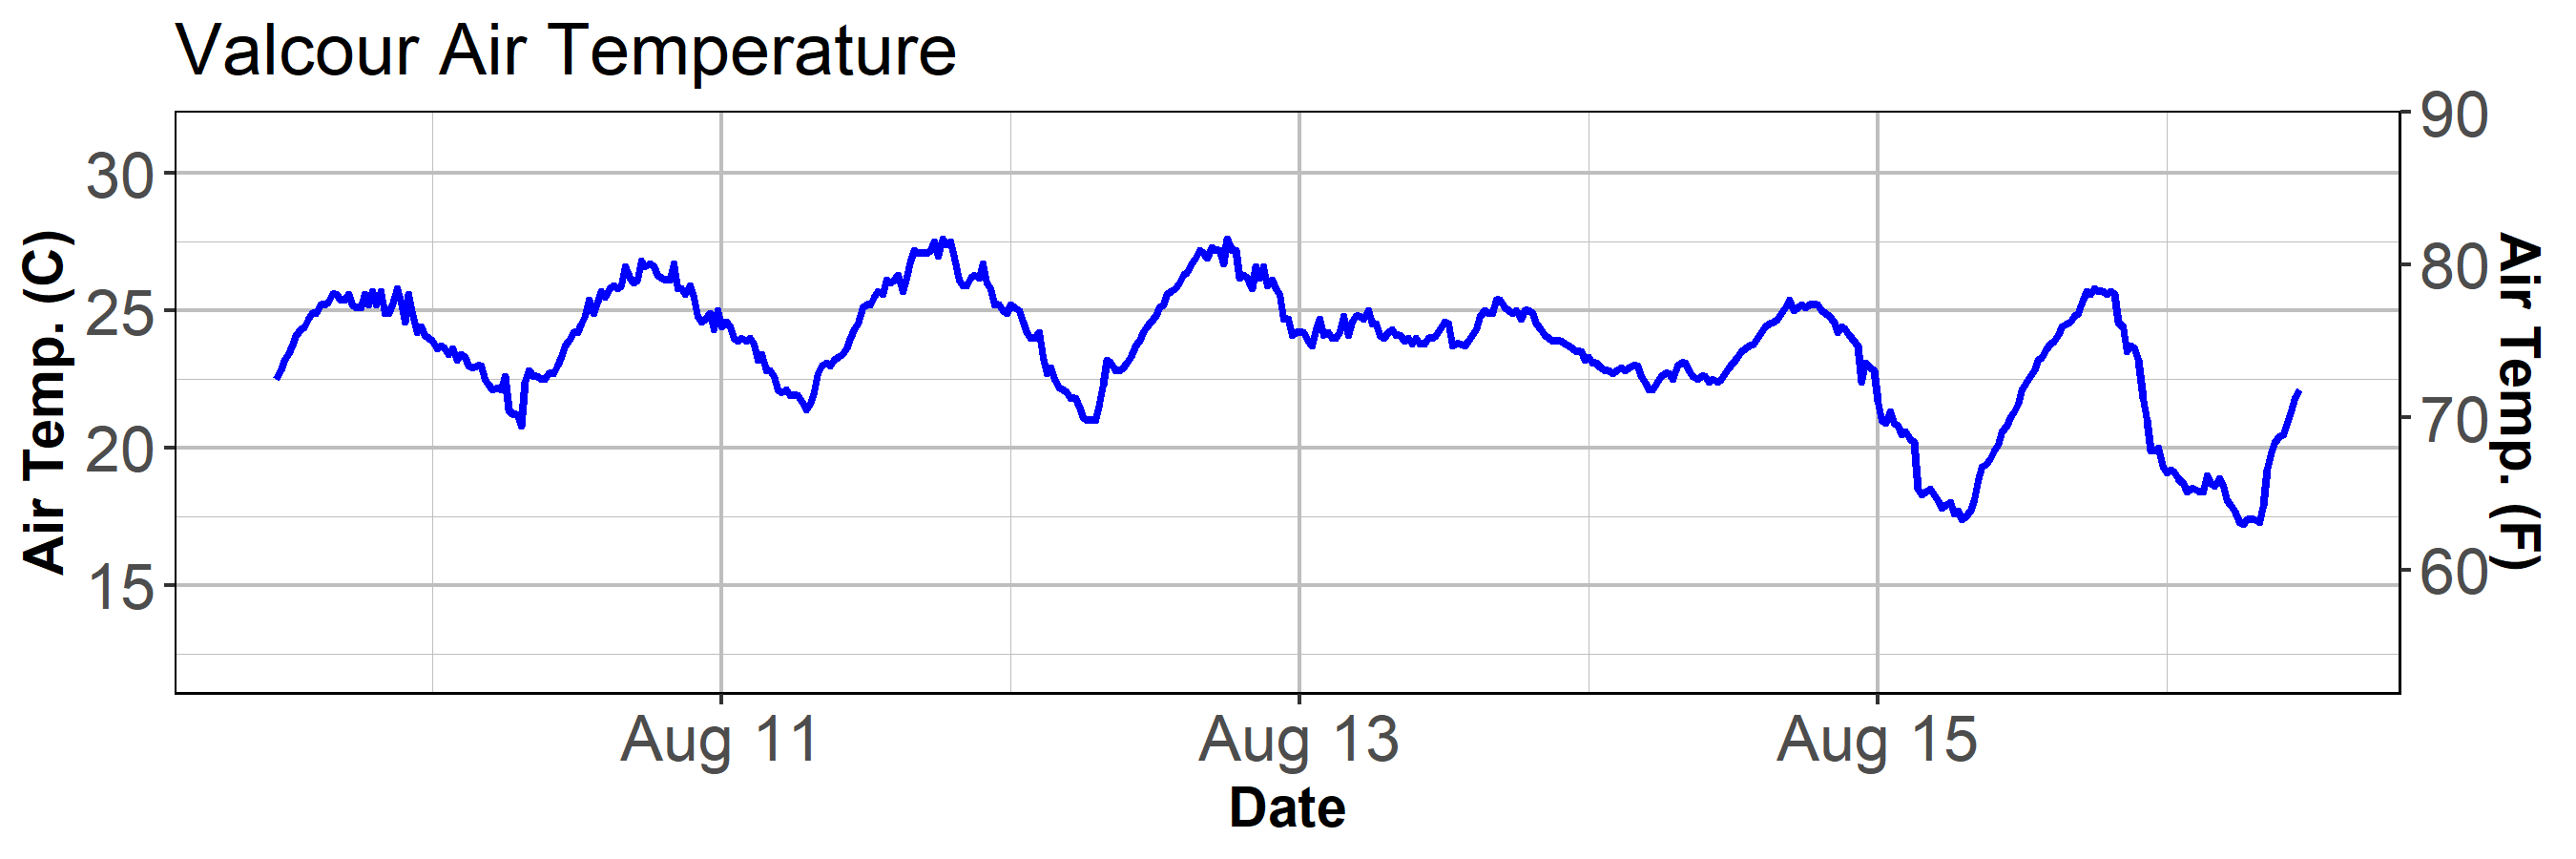 Valcour Air Temperature
Air Temp. (C)
30
25
20
15
90
80
70
60
Air Temp. (F)
Aug 11
Aug 13
Aug 15
Date